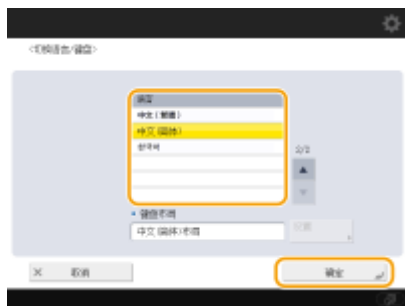 <切换语言/键盘>
语言
中文(繁體)
中文(简体)
한국어
2/2
键盘布局
中文(简体)布局
设置
取消
确定